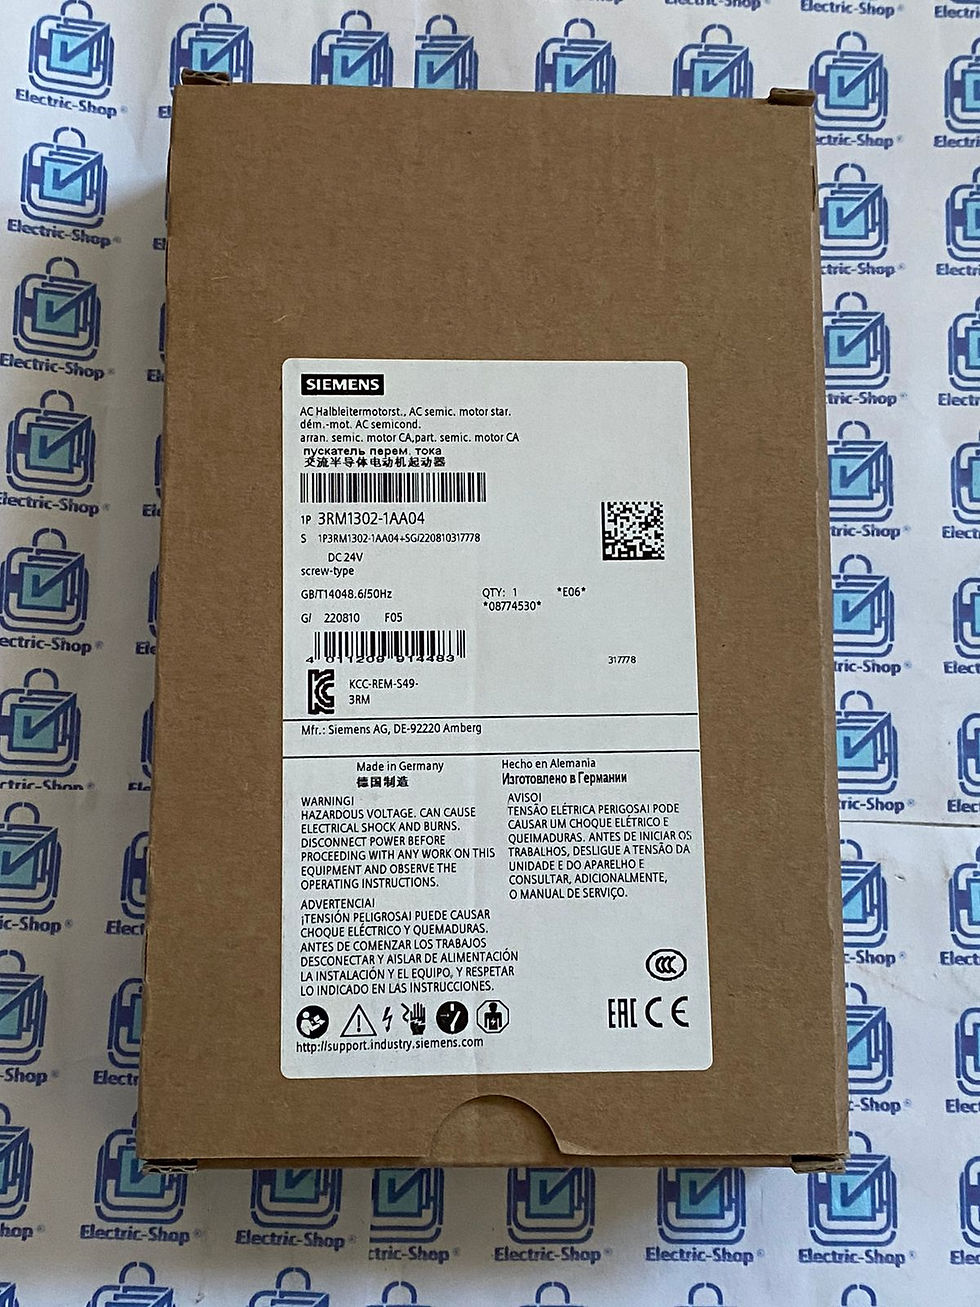 SIEMENS
AC Halbleitermotorst., AC semic. motor star.
dém.-mot. AC semicond.
arran. semic. motor CA,part. semic. motor CA
пускатель перем. тока
交流半导体电动机起动器
1P 3RM1302-1AA04
S 1P3RM1302-1AA04+SG/220810317778
DC 24V
screw-type
GB/T14048.6/50Hz
QTY: 1 *E06*
*08774530*
G/ 220810 F05
4 011209 914483
317778
KCC-REM-S49-
3RM
Mfr.: Siemens AG, DE-92220 Amberg
Made in Germany
德国制造
Hecho en Alemania
Изготовлено в Германии
WARNING!
HAZARDOUS VOLTAGE. CAN CAUSE
ELECTRICAL SHOCK AND BURNS.
DISCONNECT POWER BEFORE
PROCEEDING WITH ANY WORK ON THIS
EQUIPMENT AND OBSERVE THE
OPERATING INSTRUCTIONS.
AVISO!
TENSÃO ELÉTRICA PERIGOSA! PODE
CAUSAR UM CHOQUE ELÉTRICO E
QUEIMADURAS. ANTES DE INICIAR OS
TRABALHOS, DESLIGUE A TENSÃO DA
UNIDADE E DO APARELHO E
CONSULTAR, ADICIONALMENTE,
O MANUAL DE SERVIÇO.
ADVERTENCIA!
¡TENSIÓN PELIGROSA! PUEDE CAUSAR
CHOQUE ELÉCTRICO Y QUEMADURAS.
ANTES DE COMENZAR LOS TRABAJOS
DESCONECTAR Y AISLAR DE ALIMENTACIÓN
LA INSTALACIÓN Y EL EQUIPO, Y RESPETAR
LO INDICADO EN LAS INSTRUCCIONES.
CCC
EAC CE
http://support.industry.siemens.com
Electric-Shop®